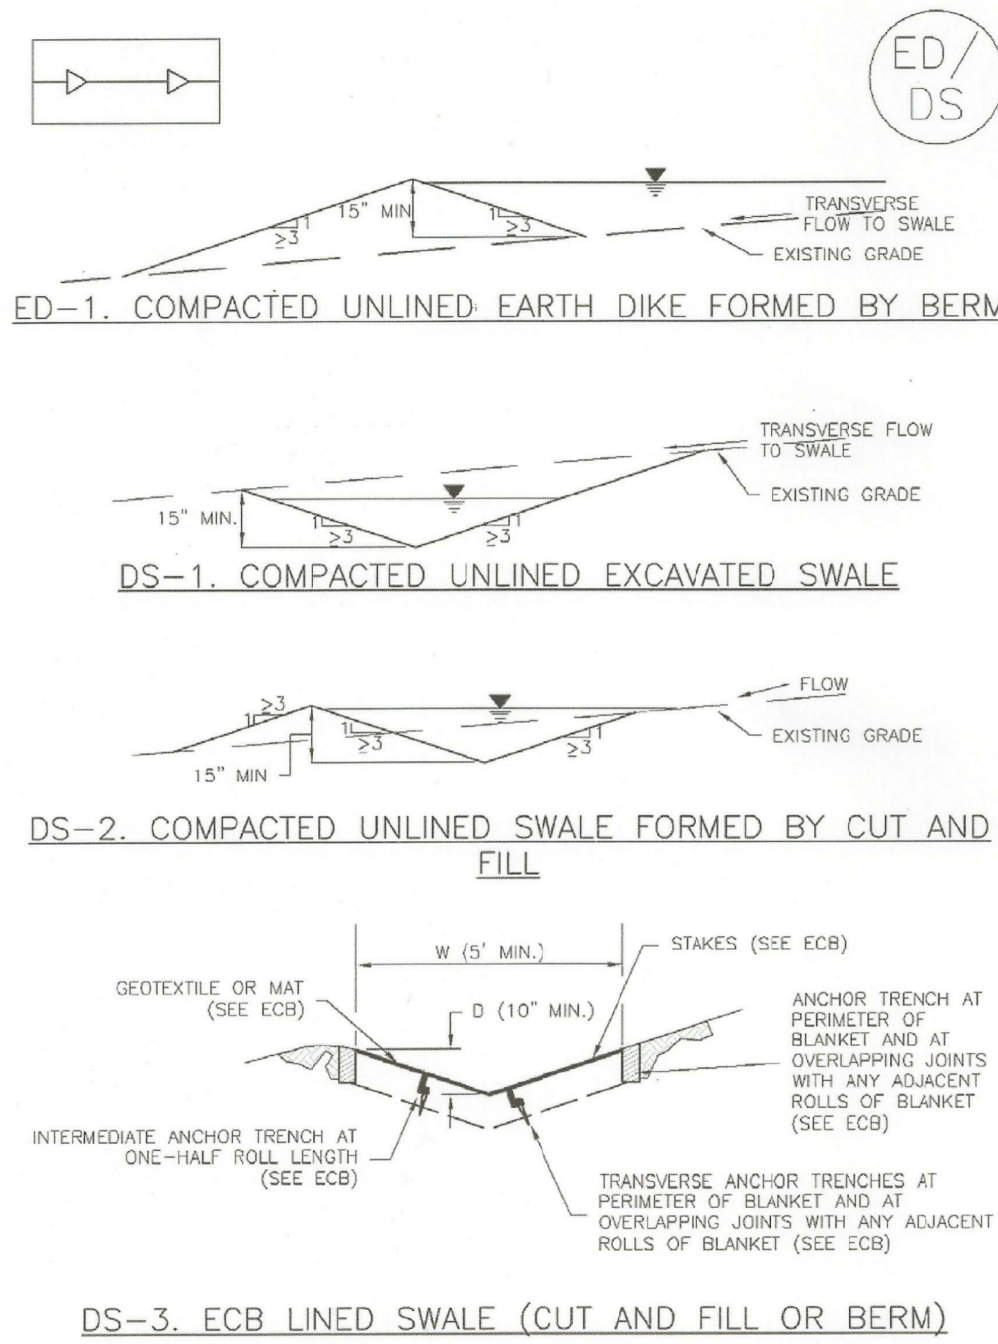 ED/
DS
15" MIN
1
≥3
1
≥3
TRANSVERSE
FLOW TO SWALE
EXISTING GRADE
ED-1. COMPACTED UNLINED EARTH DIKE FORMED BY BERM
TRANSVERSE FLOW
TO SWALE
EXISTING GRADE
15" MIN.
1
≥3
1
≥3
DS-1. COMPACTED UNLINED EXCAVATED SWALE
FLOW
EXISTING GRADE
≥3
1
1
≥3
1
≥3
15" MIN
DS-2. COMPACTED UNLINED SWALE FORMED BY CUT AND
FILL
W (5' MIN.)
STAKES (SEE ECB)
GEOTEXTILE OR MAT
(SEE ECB)
D (10" MIN.)
ANCHOR TRENCH AT
PERIMETER OF
BLANKET AND AT
OVERLAPPING JOINTS
WITH ANY ADJACENT
ROLLS OF BLANKET
(SEE ECB)
INTERMEDIATE ANCHOR TRENCH AT
ONE-HALF ROLL LENGTH
(SEE ECB)
TRANSVERSE ANCHOR TRENCHES AT
PERIMETER OF BLANKET AND AT
OVERLAPPING JOINTS WITH ANY ADJACENT
ROLLS OF BLANKET (SEE ECB)
DS-3. ECB LINED SWALE (CUT AND FILL OR BERM)